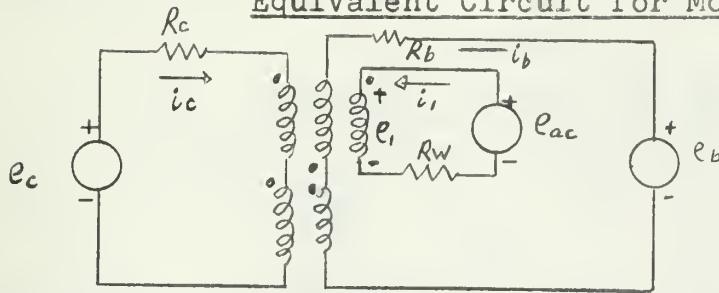 Equivalent Circuit for Mo
Rc
Rb
ib
ic
i1
+
+
+
+
e1
eac
ec
eb
-
-
-
Rw
-